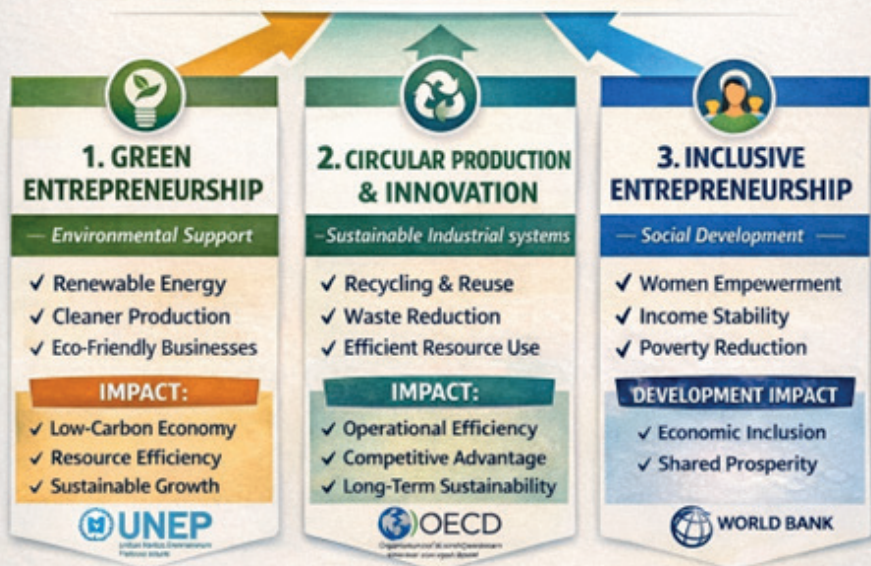 1. GREEN
ENTREPRENEURSHIP
— Environmental Support
✓ Renewable Energy
✓ Cleaner Production
✓ Eco-Friendly Businesses
IMPACT:
✓ Low-Carbon Economy
✓ Resource Efficiency
✓ Sustainable Growth
UNEP
2. CIRCULAR PRODUCTION
& INNOVATION
–Sustainable Industrial systems
✓ Recycling & Reuse
✓ Waste Reduction
✓ Efficient Resource Use
IMPACT:
✓ Operational Efficiency
✓ Competitive Advantage
✓ Long-Term Sustainability
OECD
3. INCLUSIVE
ENTREPRENEURSHIP
— Social Development —
✓ Women Empowerment
✓ Income Stability
✓ Poverty Reduction
DEVELOPMENT IMPACT
✓ Economic Inclusion
✓ Shared Prosperity
WORLD BANK